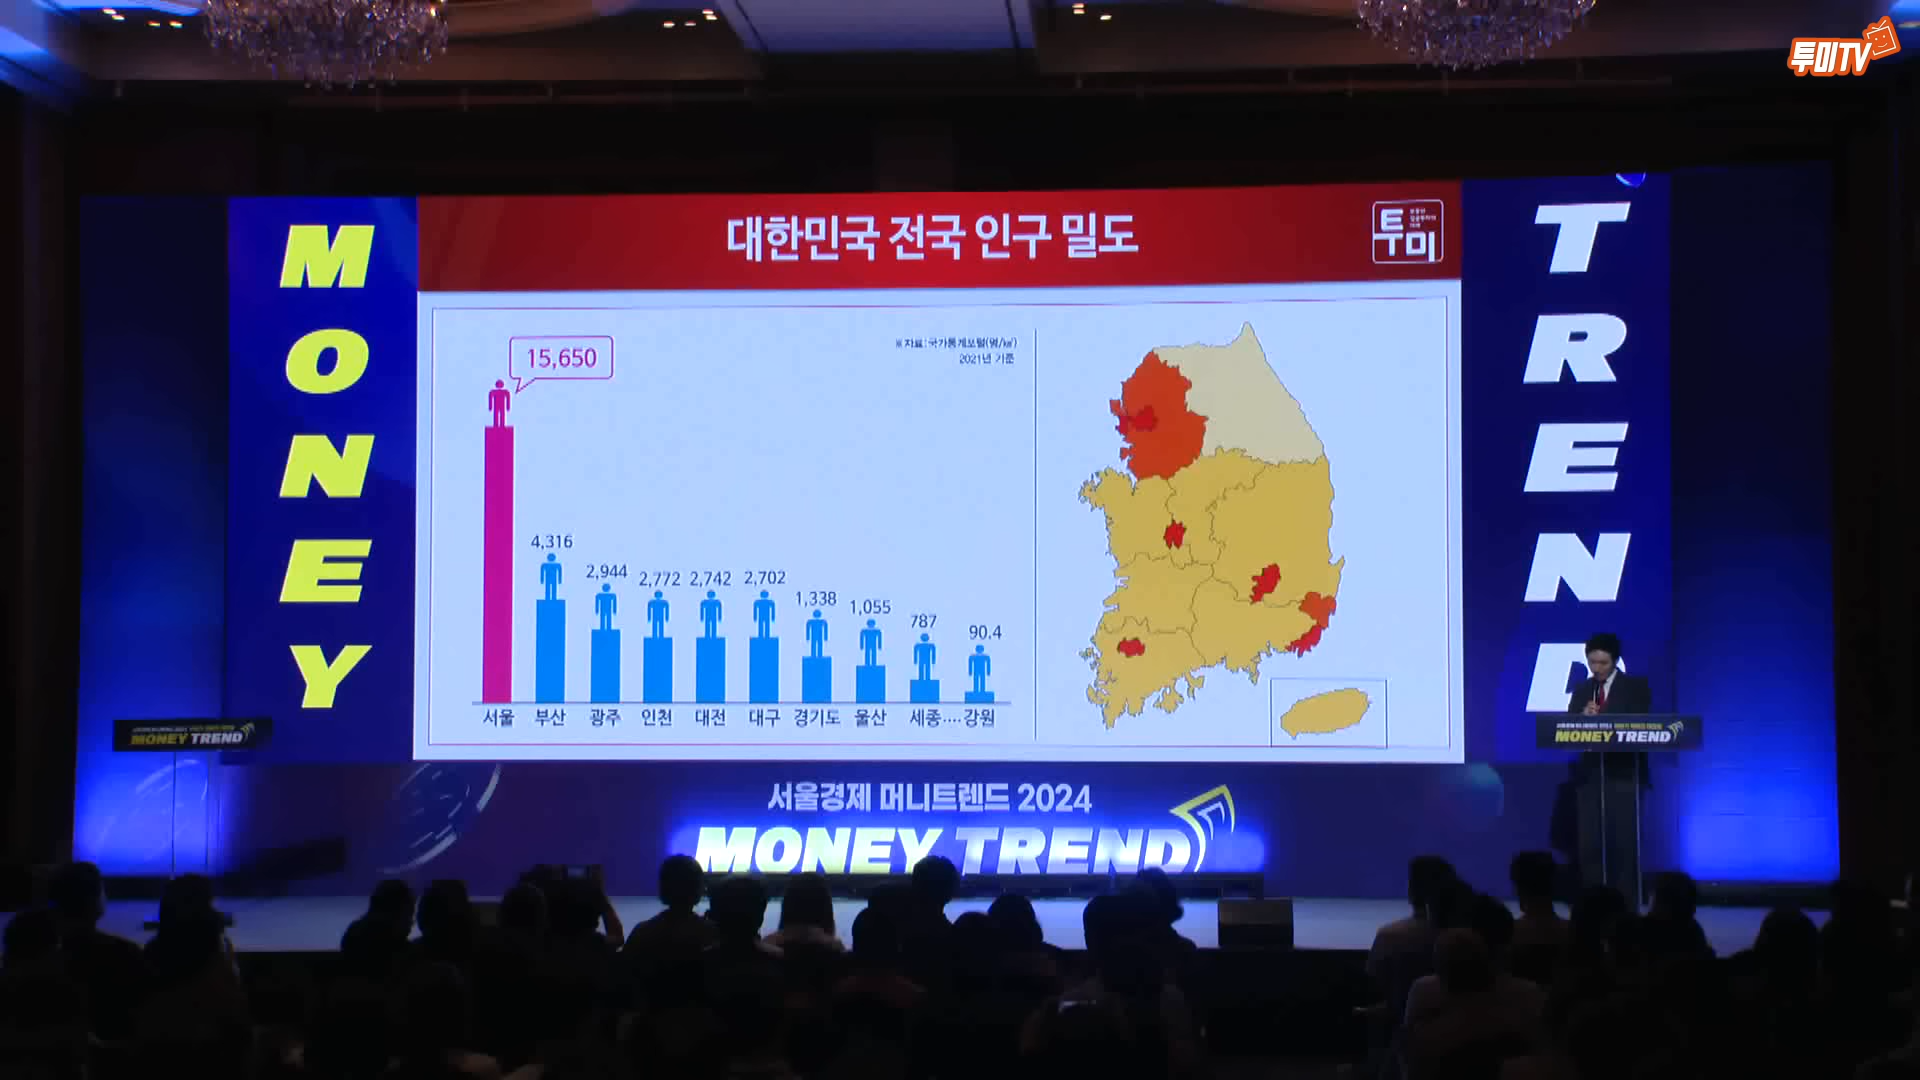 투미TV
MONEY
TREND
대한민국 전국 인구 밀도
투미
※자료:국가통계포털(명/㎢)
2021년 기준
15,650
4,316
2,944
2,772
2,742
2,702
1,338
1,055
787
90.4
서울 부산 광주 인천 대전 대구 경기도 울산 세종····강원
MONEY TREND
MONEY TREND
서울경제 머니트렌드 2024
MONEY TREND